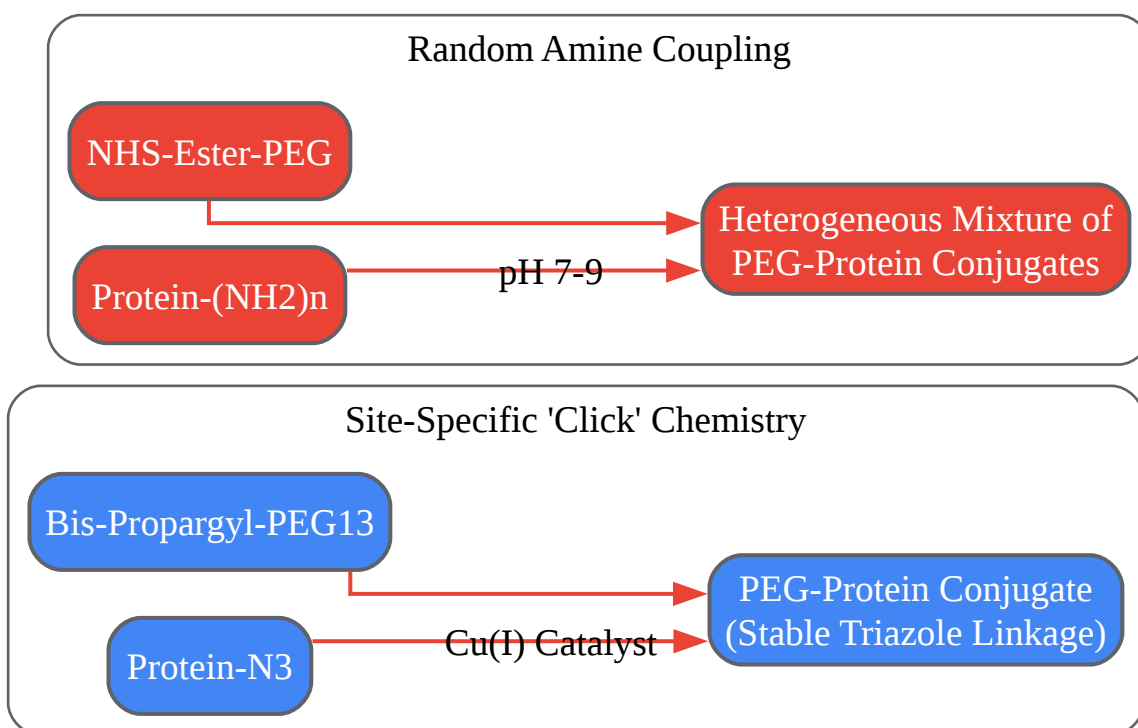 Random Amine Coupling
NHS-Ester-PEG
Protein-(NH2)n
pH 7-9
Heterogeneous Mixture of
PEG-Protein Conjugates
Site-Specific 'Click' Chemistry
Bis-Propargyl-PEG13
Protein-N3
Cu(I) Catalyst
PEG-Protein Conjugate
(Stable Triazole Linkage)